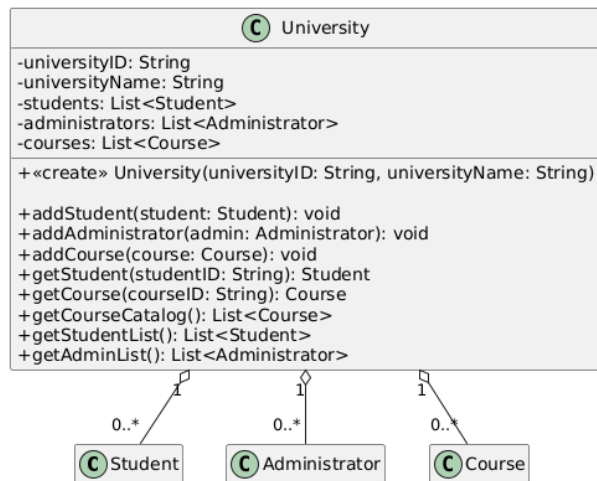 C University
-universityID: String
-universityName: String
-students: List<Student>
-administrators: List<Administrator>
-courses: List<Course>
+«create» University(universityID: String, universityName: String)
+addStudent(student: Student): void
+addAdministrator(admin: Administrator): void
+addCourse(course: Course): void
+getStudent(studentID: String): Student
+getCourse(courseID: String): Course
+getCourseCatalog(): List<Course>
+getStudentList(): List<Student>
+getAdminList(): List<Administrator>
1 1 1
0..* 0..* 0..*
C Student C Administrator C Course